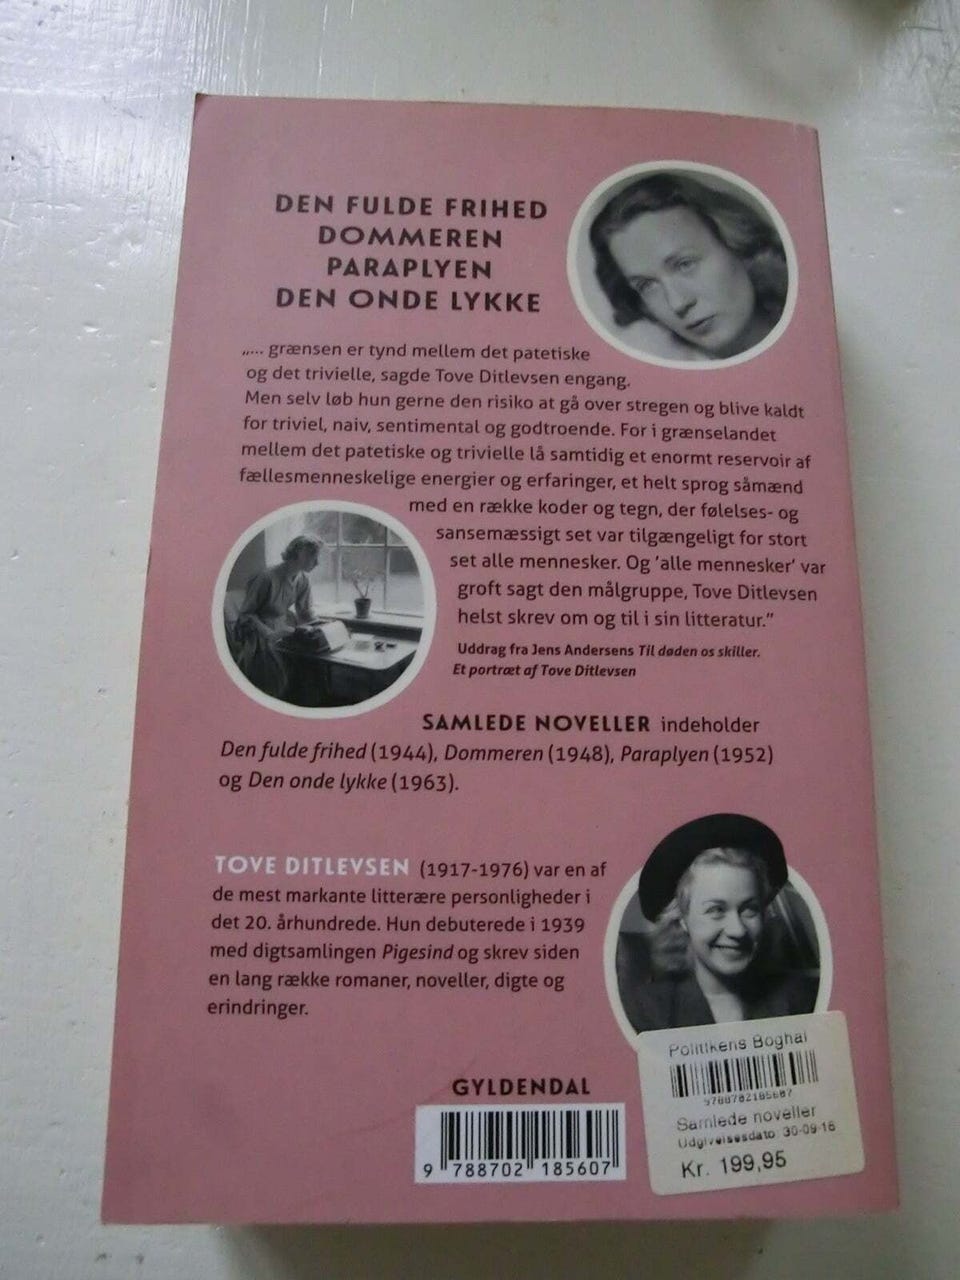 DEN FULDE FRIHED
DOMMEREN
PARAPLYEN
DEN ONDE LYKKE
„... grænsen er tynd mellem det patetiske
og det trivielle, sagde Tove Ditlevsen engang.
Men selv løb hun gerne den risiko at gå over stregen og blive kaldt
for triviel, naiv, sentimental og godtroende. For i grænselandet
mellem det patetiske og trivielle lå samtidig et enormt reservoir af
fællesmenneskelige energier og erfaringer, et helt sprog såmænd
med en række koder og tegn, der følelses- og
sansemæssigt set var tilgængeligt for stort
set alle mennesker. Og ’alle mennesker’ var
groft sagt den målgruppe, Tove Ditlevsen
helst skrev om og til i sin litteratur.”
Uddrag fra Jens Andersens Til døden os skiller.
Et portræt af Tove Ditlevsen
SAMLEDE NOVELLER indeholder
Den fulde frihed (1944), Dommeren (1948), Paraplyen (1952)
og Den onde lykke (1963).
TOVE DITLEVSEN (1917-1976) var en af
de mest markante litterære personligheder i
det 20. århundrede. Hun debuterede i 1939
med digtsamlingen Pigesind og skrev siden
en lang række romaner, noveller, digte og
erindringer.
GYLDENDAL
9 788702 185607
Politikens Boghal
9788702185607
Samlede noveller
Udgivelsesdato: 30-09-16
Kr. 199,95